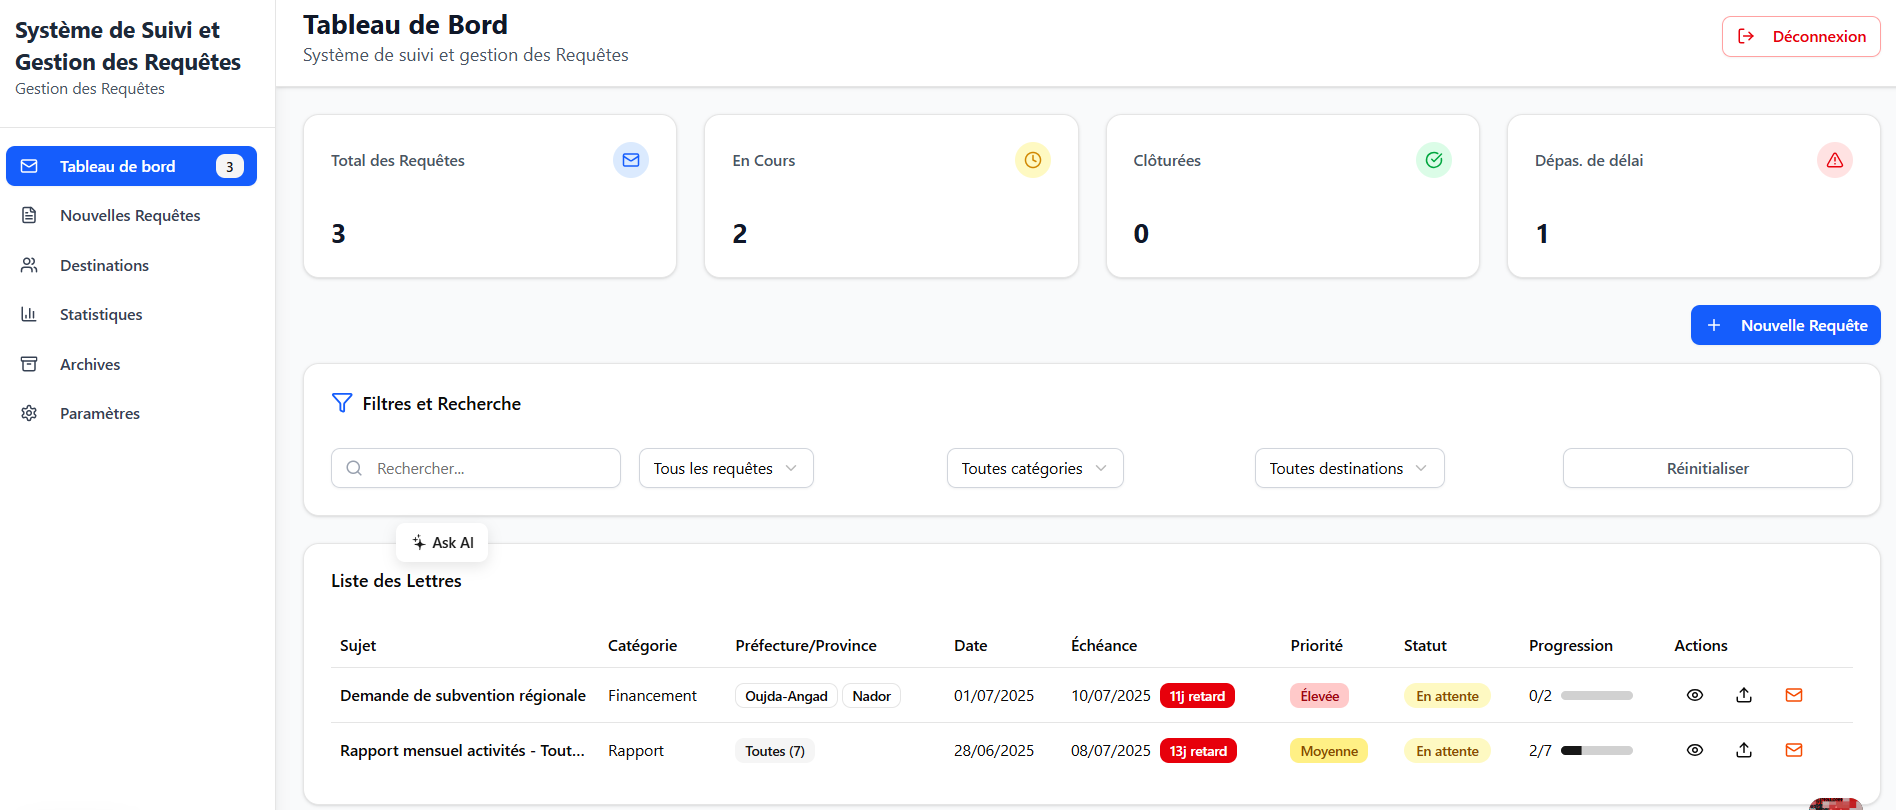 Système de Suivi et
Gestion des Requêtes
Gestion des Requêtes
Tableau de bord 3
Nouvelles Requêtes
Destinations
Statistiques
Archives
Paramètres
Tableau de Bord
Système de suivi et gestion des Requêtes
Déconnexion
Total des Requêtes
3
En Cours
2
Clôturées
0
Dépas. de délai
1
Nouvelle Requête
Filtres et Recherche
Rechercher... Tous les requêtes Toutes catégories Toutes destinations Réinitialiser
Ask AI
Liste des Lettres
Sujet Catégorie Préfecture/Province Date Échéance Priorité Statut Progression Actions
Demande de subvention régionale Financement Oujda-Angad Nador 01/07/2025 10/07/2025 11j retard Élevée En attente 0/2
Rapport mensuel activités - Tout... Rapport Toutes (7) 28/06/2025 08/07/2025 13j retard Moyenne En attente 2/7